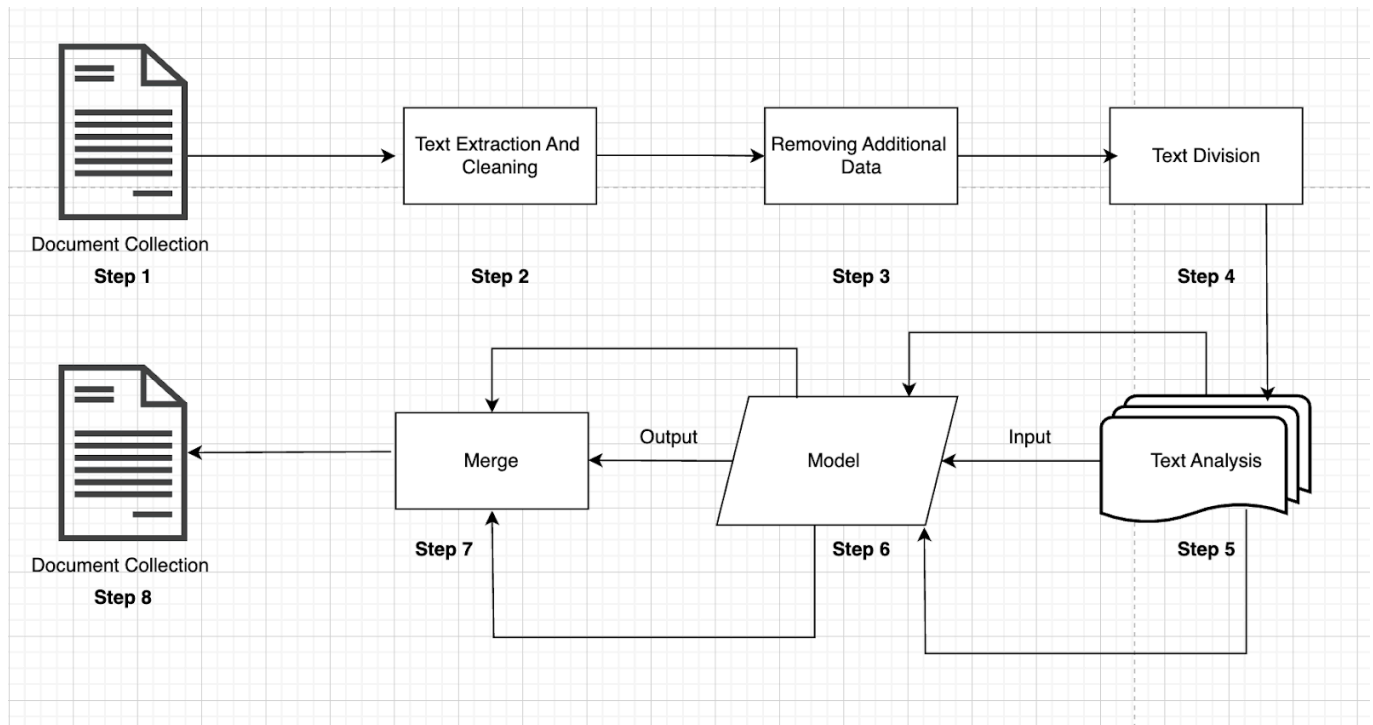 Text Extraction And
Cleaning
Removing Additional
Data
Text Division
Document Collection
Step 1
Step 2
Step 3
Step 4
Output
Input
Merge
Model
Text Analysis
Step 7
Step 6
Step 5
Document Collection
Step 8